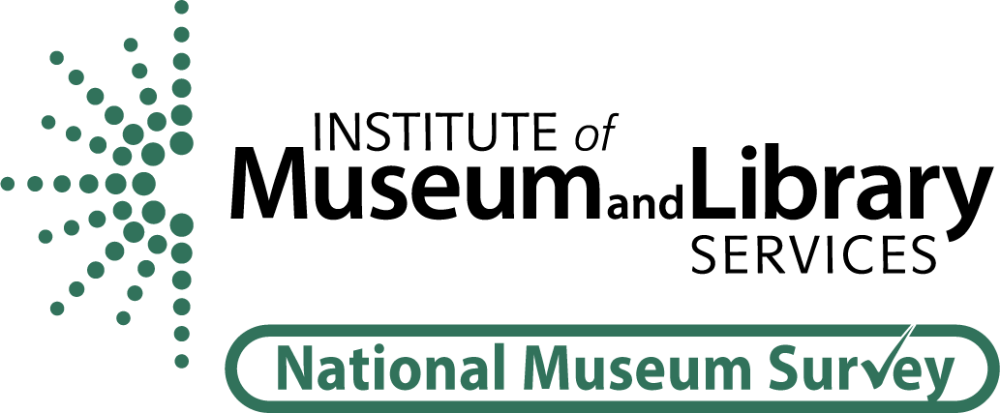 INSTITUTE of
Museum and Library
SERVICES
National Museum Survey